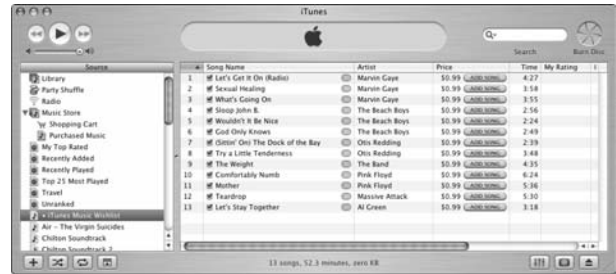 iTunes
Search
Burn Disc
Source
Library
Party Shuffle
Radio
Music Store
Shopping Cart
Purchased Music
My Top Rated
Recently Added
Recently Played
Top 25 Most Played
Travel
Unranked
iTunes Music Wishlist
Air - The Virgin Suicides
Chilton Soundtrack
Chilton Soundtrack 2
Song Name Artist Price Time My Rating
1 Let's Get It On (Radio) Marvin Gaye $0.99 ADD SONG 4:27
2 Sexual Healing Marvin Gaye $0.99 ADD SONG 3:58
3 What's Going On Marvin Gaye $0.99 ADD SONG 3:55
4 Sloop John B. The Beach Boys $0.99 ADD SONG 2:56
5 Wouldn't It Be Nice The Beach Boys $0.99 ADD SONG 2:24
6 God Only Knows The Beach Boys $0.99 ADD SONG 2:49
7 (Sittin' On) The Dock of the Bay Otis Redding $0.99 ADD SONG 2:39
8 Try a Little Tenderness Otis Redding $0.99 ADD SONG 3:48
9 The Weight The Band $0.99 ADD SONG 4:35
10 Comfortably Numb Pink Floyd $0.99 ADD SONG 6:24
11 Mother Pink Floyd $0.99 ADD SONG 5:36
12 Teardrop Massive Attack $0.99 ADD SONG 5:30
13 Let's Stay Together Al Green $0.99 ADD SONG 3:18
13 songs, 52.3 minutes, zero KB